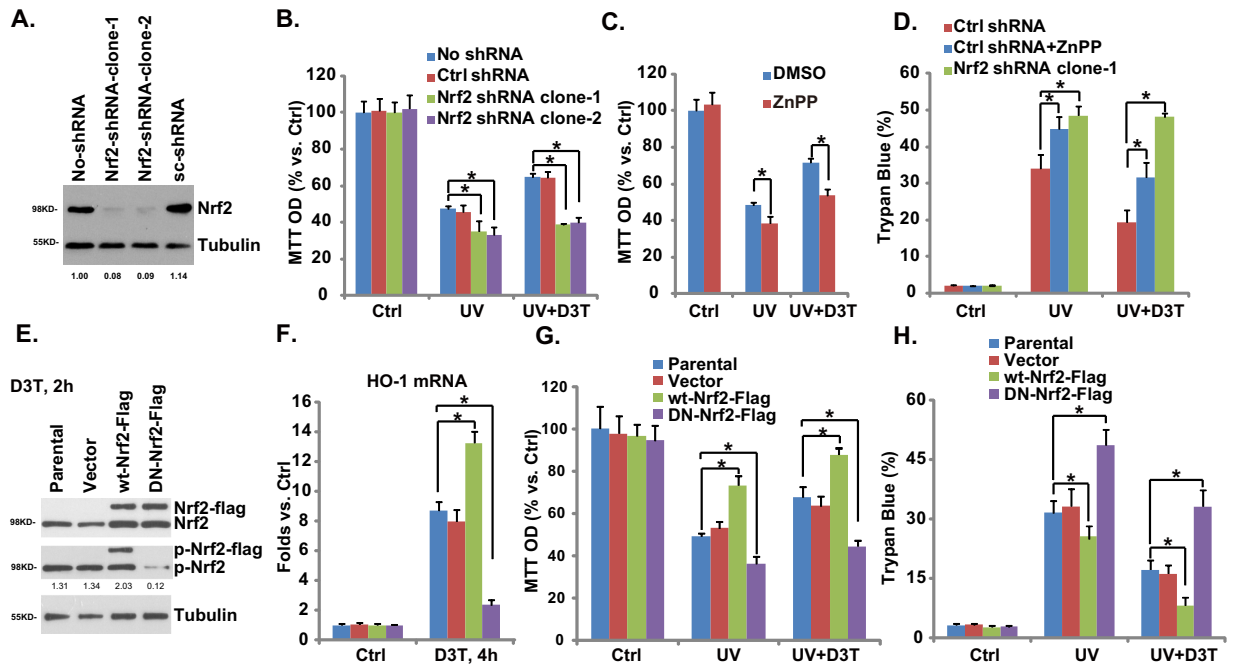 A.
No-shRNA
Nrf2-shRNA-clone-1
Nrf2-shRNA-clone-2
sc-shRNA
98KD-
Nrf2
55KD-
Tubulin
1.00 0.08 0.09 1.14
B.
No shRNA
Ctrl shRNA
Nrf2 shRNA clone-1
Nrf2 shRNA clone-2
MTT OD (% vs. Ctrl)
120
100
80
60
40
20
0
* * * *
Ctrl UV UV+D3T
C.
DMSO
ZnPP
MTT OD (% vs. Ctrl)
120
100
80
60
40
20
0
* *
Ctrl UV UV+D3T
D.
Ctrl shRNA
Ctrl shRNA+ZnPP
Nrf2 shRNA clone-1
Trypan Blue (%)
60
50
40
30
20
10
0
* * * *
Ctrl UV UV+D3T
E.
D3T, 2h
Parental
Vector
wt-Nrf2-Flag
DN-Nrf2-Flag
Nrf2-flag
98KD-
Nrf2
p-Nrf2-flag
98KD-
p-Nrf2
1.31 1.34 2.03 0.12
55KD-
Tubulin
F.
HO-1 mRNA
Folds vs. Ctrl
16
14
12
10
8
6
4
2
0
* *
Ctrl D3T, 4h
G.
Parental
Vector
wt-Nrf2-Flag
DN-Nrf2-Flag
MTT OD (% vs. Ctrl)
120
100
80
60
40
20
0
* * * *
Ctrl UV UV+D3T
H.
Parental
Vector
wt-Nrf2-Flag
DN-Nrf2-Flag
Trypan Blue (%)
60
45
30
15
0
* * * *
Ctrl UV UV+D3T